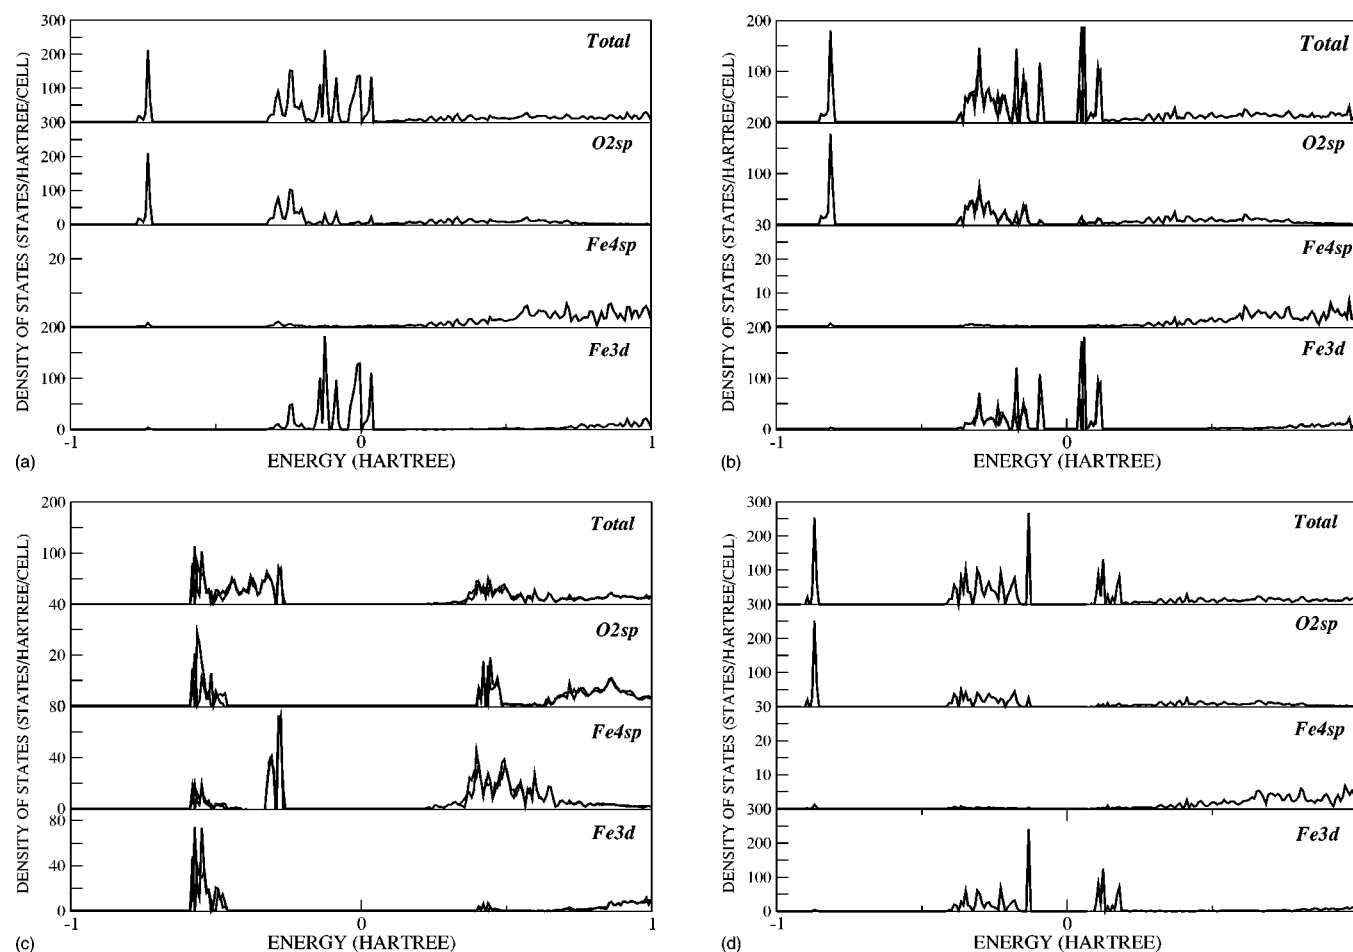 DENSITY OF STATES (STATES/HARTREE/CELL)
300
Total
200
100
300
O2sp
200
100
0
Fe4sp
20
200
Fe3d
100
0
-1 0 1
(a) ENERGY (HARTREE)
DENSITY OF STATES (STATES/HARTREE/CELL)
200
Total
100
200
O2sp
100
30
Fe4sp
20
10
200
Fe3d
100
0
-1 0
(b) ENERGY (HARTREE)
DENSITY OF STATES (STATES/HARTREE/CELL)
200
Total
100
40
O2sp
20
80
Fe4sp
40
0
80
Fe3d
40
0
-1 0 1
(c) ENERGY (HARTREE)
DENSITY OF STATES (STATES/HARTREE/CELL)
300
Total
200
100
300
O2sp
200
100
30
Fe4sp
20
10
300
Fe3d
200
100
0
-1 0
(d) ENERGY (HARTREE)